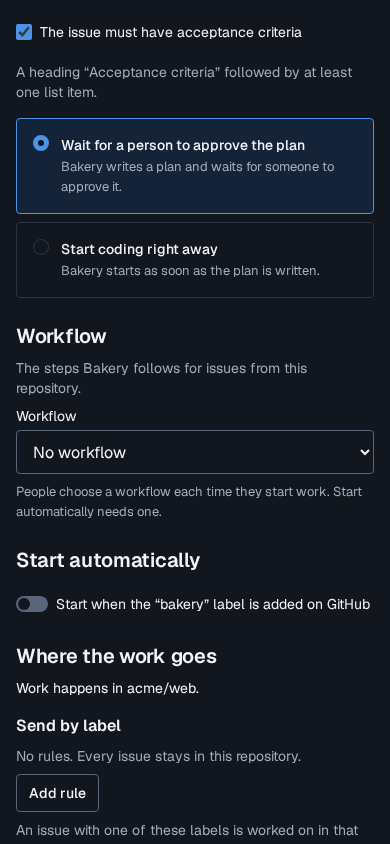 The issue must have acceptance criteria
A heading “Acceptance criteria” followed by at least
one list item.
Wait for a person to approve the plan
Bakery writes a plan and waits for someone to
approve it.
Start coding right away
Bakery starts as soon as the plan is written.
Workflow
The steps Bakery follows for issues from this
repository.
Workflow
No workflow
People choose a workflow each time they start work. Start
automatically needs one.
Start automatically
Start when the “bakery” label is added on GitHub
Where the work goes
Work happens in acme/web.
Send by label
No rules. Every issue stays in this repository.
Add rule
An issue with one of these labels is worked on in that